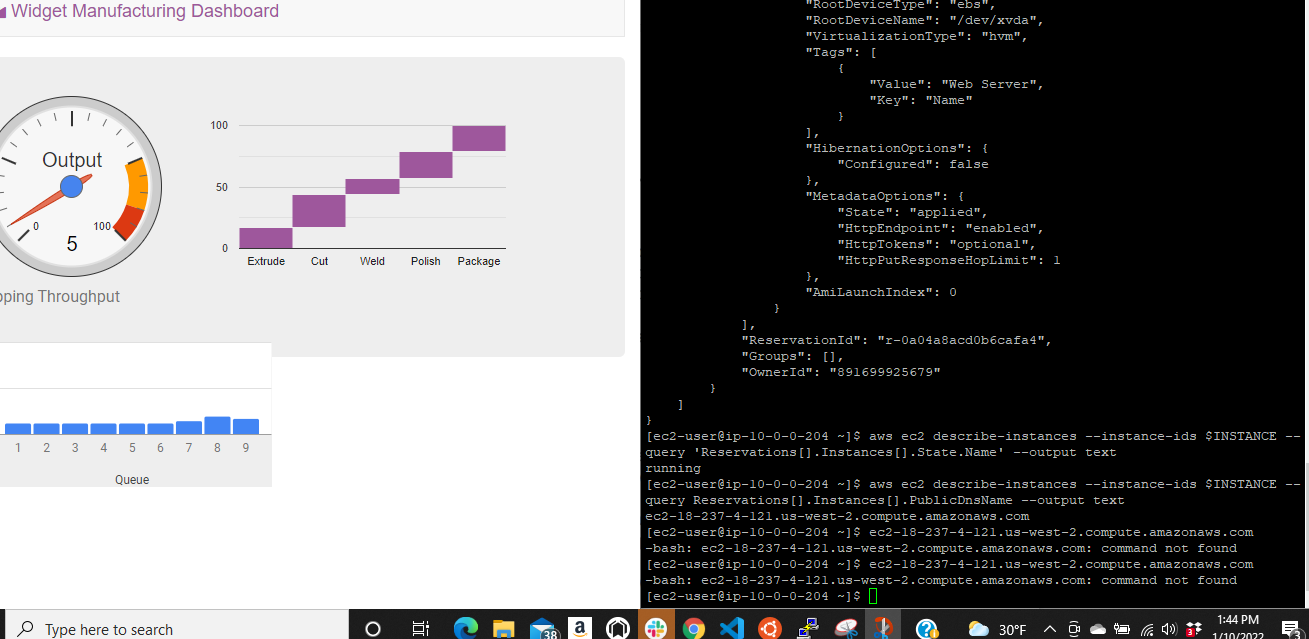 Widget Manufacturing Dashboard
Output
0
100
5
pping Throughput
100
50
0
Extrude Cut Weld Polish Package
1 2 3 4 5 6 7 8 9
Queue
"RootDeviceType": "ebs",
"RootDeviceName": "/dev/xvda",
"VirtualizationType": "hvm",
"Tags": [
{
"Value": "Web Server",
"Key": "Name"
}
],
"HibernationOptions": {
"Configured": false
},
"MetadataOptions": {
"State": "applied",
"HttpEndpoint": "enabled",
"HttpTokens": "optional",
"HttpPutResponseHopLimit": 1
},
"AmiLaunchIndex": 0
}
],
"ReservationId": "r-0a04a8acd0b6cafa4",
"Groups": [],
"OwnerId": "891699925679"
}
]
}
[ec2-user@ip-10-0-0-204 ~]$ aws ec2 describe-instances --instance-ids $INSTANCE --
query 'Reservations[].Instances[].State.Name' --output text
running
[ec2-user@ip-10-0-0-204 ~]$ aws ec2 describe-instances --instance-ids $INSTANCE --
query Reservations[].Instances[].PublicDnsName --output text
ec2-18-237-4-121.us-west-2.compute.amazonaws.com
[ec2-user@ip-10-0-0-204 ~]$ ec2-18-237-4-121.us-west-2.compute.amazonaws.com
-bash: ec2-18-237-4-121.us-west-2.compute.amazonaws.com: command not found
[ec2-user@ip-10-0-0-204 ~]$ ec2-18-237-4-121.us-west-2.compute.amazonaws.com
-bash: ec2-18-237-4-121.us-west-2.compute.amazonaws.com: command not found
[ec2-user@ip-10-0-0-204 ~]$
Type here to search
38
a
30°F
3
1:44 PM
1/10/2022